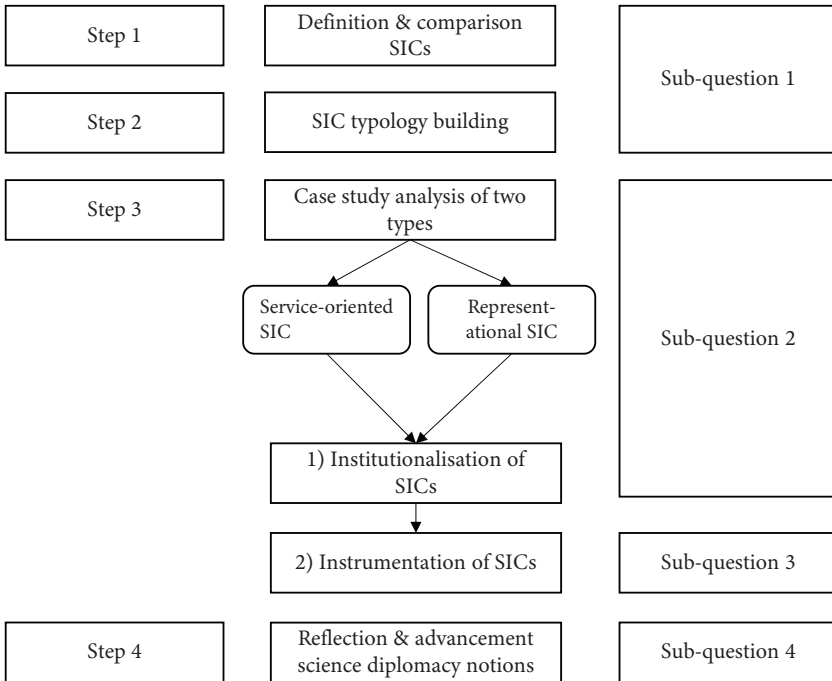 Step 1
Definition & comparison
SICs
Sub-question 1
Step 2
SIC typology building
Step 3
Case study analysis of two
types
Service-oriented
SIC
Represent-
ational SIC
Sub-question 2
1) Institutionalisation of
SICs
2) Instrumentation of SICs
Sub-question 3
Step 4
Reflection & advancement
science diplomacy notions
Sub-question 4